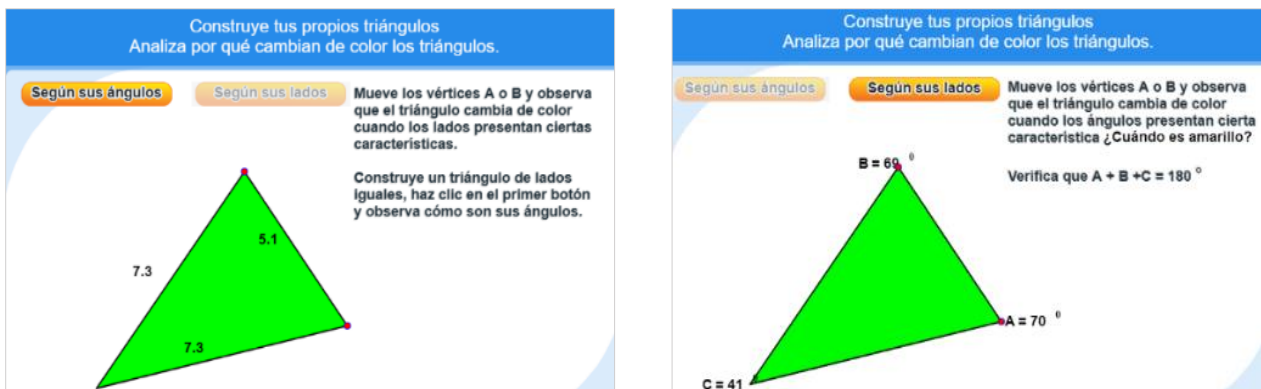 Construye tus propios triángulos
Analiza por qué cambian de color los triángulos.
Según sus ángulos
Según sus lados
Mueve los vértices A o B y observa
que el triángulo cambia de color
cuando los lados presentan ciertas
características.
Construye un triángulo de lados
iguales, haz clic en el primer botón
y observa cómo son sus ángulos.
5.1
7.3
7.3
Construye tus propios triángulos
Analiza por qué cambian de color los triángulos.
Según sus ángulos
Según sus lados
Mueve los vértices A o B y observa
que el triángulo cambia de color
cuando los ángulos presentan cierta
característica ¿Cuándo es amarillo?
Verifica que A + B +C = 180 °
B = 69 °
A = 70 °
C = 41